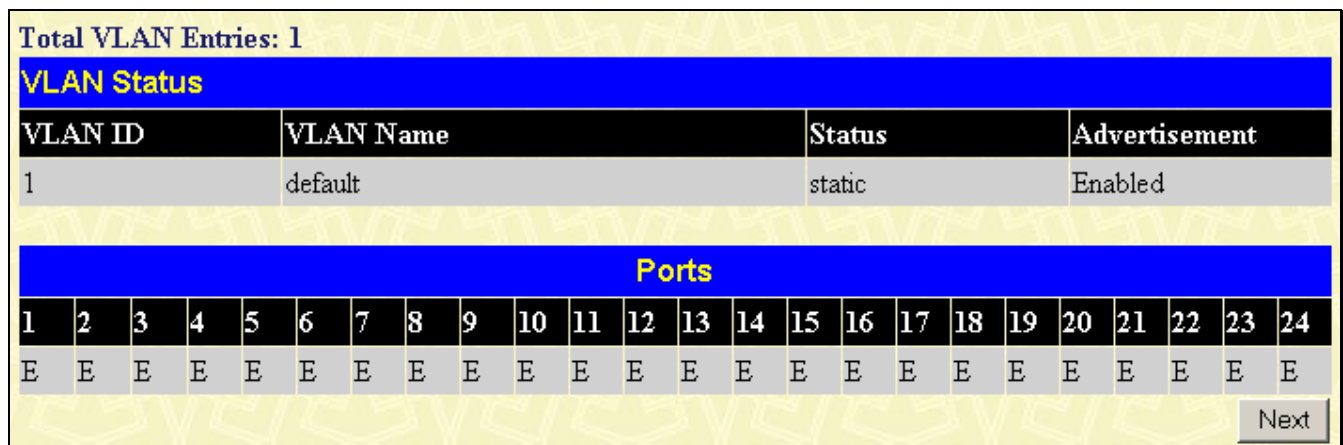 Total VLAN Entries: 1
VLAN Status
VLAN ID VLAN Name Status Advertisement
1 default static Enabled
Ports
1 2 3 4 5 6 7 8 9 10 11 12 13 14 15 16 17 18 19 20 21 22 23 24
E E E E E E E E E E E E E E E E E E E E E E E E
Next